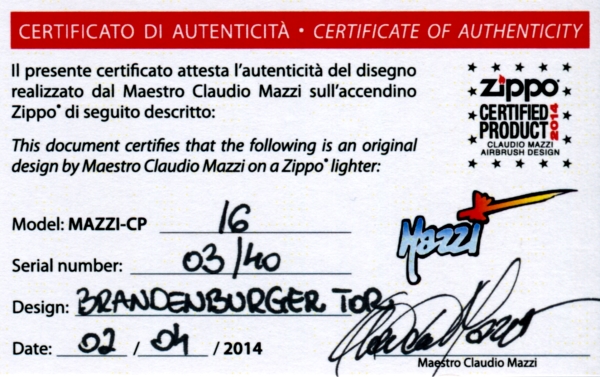 CERTIFICATO DI AUTENTICITÀ • CERTIFICATE OF AUTHENTICITY
Il presente certificato attesta l'autenticità del disegno
realizzato dal Maestro Claudio Mazzi sull'accendino
Zippo® di seguito descritto:
This document certifies that the following is an original
design by Maestro Claudio Mazzi on a Zippo® lighter:
zippo®
CERTIFIED
PRODUCT 2014
CLAUDIO MAZZI
AIRBRUSH DESIGN
Model: MAZZI-CP 16
Mazzi
Serial number: 03/40
Design: BRANDENBURGER TOR
Date: 02 / 04 / 2014
Claudio Mazzi
Maestro Claudio Mazzi